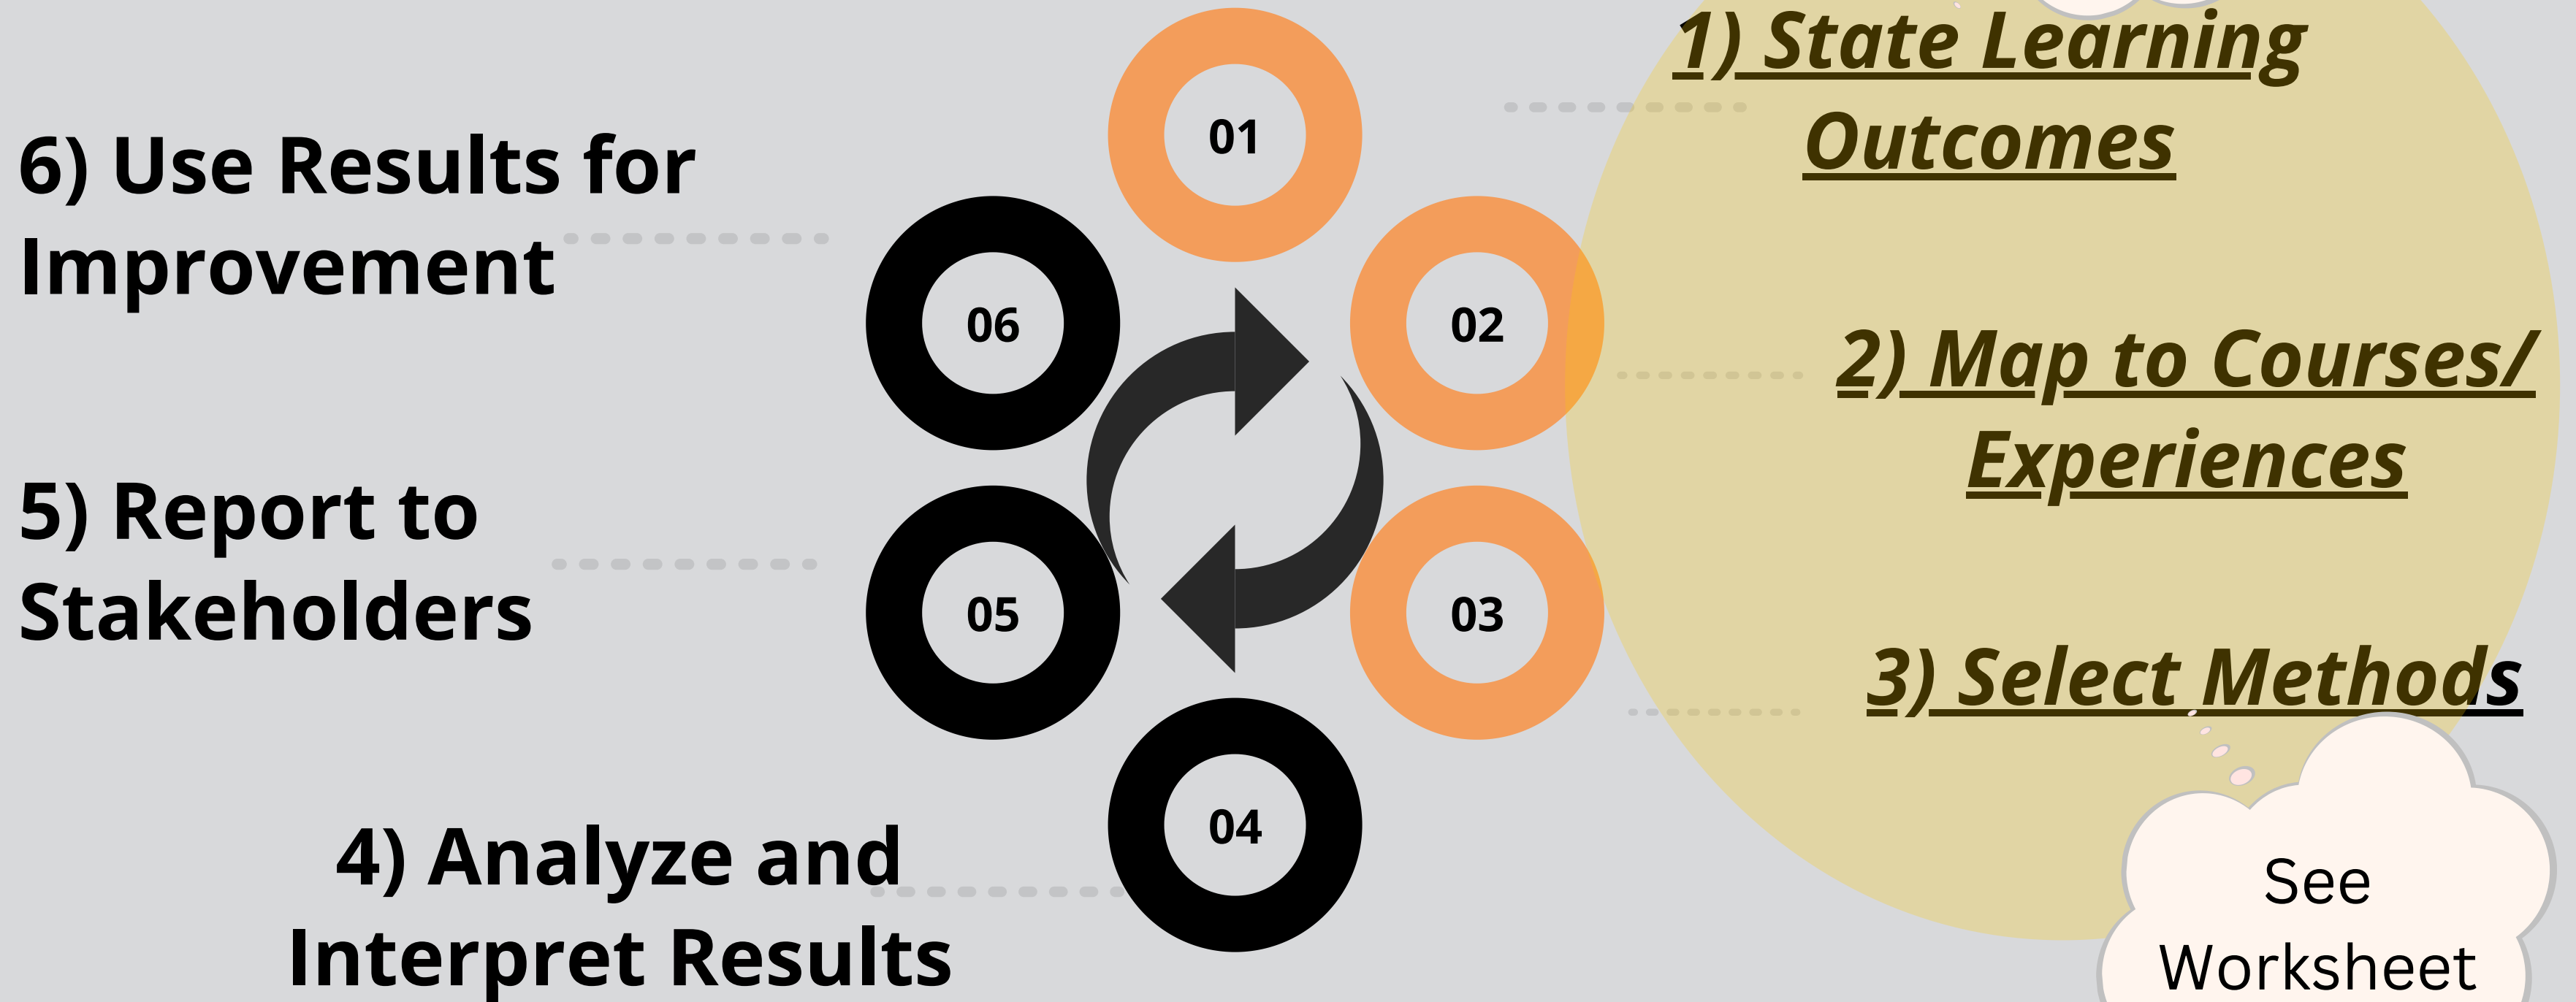 1) State Learning
Outcomes
01
6) Use Results for
Improvement
06
02
2) Map to Courses/
Experiences
5) Report to
Stakeholders
05
03
3) Select Methods
4) Analyze and
Interpret Results
04
See
Worksheet